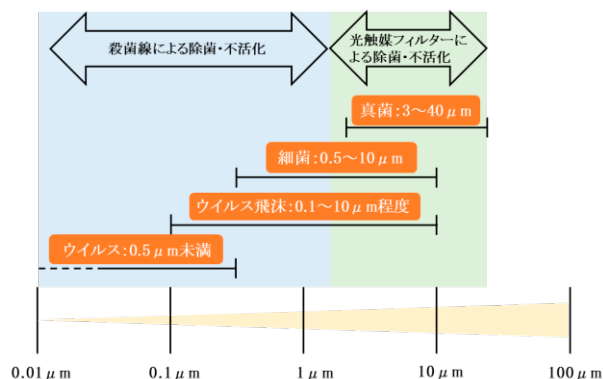 殺菌線による除菌・不活化
光触媒フィルターに
よる除菌・不活化
真菌:3～40μm
細菌:0.5～10μm
ウイルス飛沫:0.1～10μm程度
ウイルス:0.5μm未満
0.01μm
0.1μm
1μm
10μm
100μm